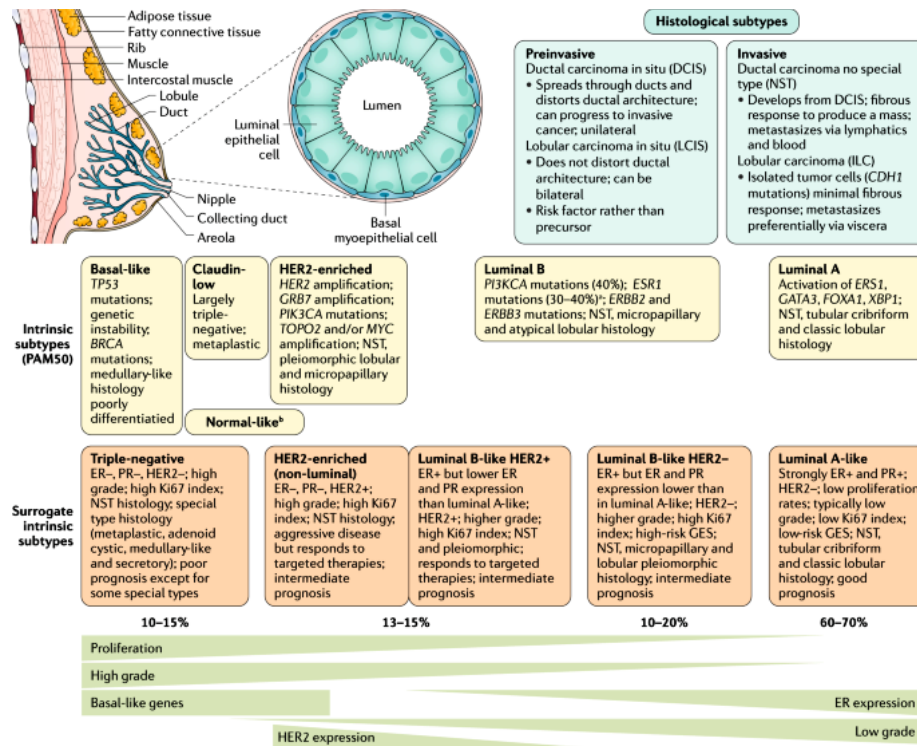 Adipose tissue
Fatty connective tissue
Rib
Muscle
Intercostal muscle
Lobule
Duct
Nipple
Collecting duct
Areola
Lumen
Luminal
epithelial
cell
Basal
myoepithelial cell
Histological subtypes
Preinvasive
Ductal carcinoma in situ (DCIS)
• Spreads through ducts and
distorts ductal architecture;
can progress to invasive
cancer; unilateral
Lobular carcinoma in situ (LCIS)
• Does not distort ductal
architecture; can be
bilateral
• Risk factor rather than
precursor
Invasive
Ductal carcinoma no special
type (NST)
• Develops from DCIS; fibrous
response to produce a mass;
metastasizes via lymphatics
and blood
Lobular carcinoma (ILC)
• Isolated tumor cells (CDH1
mutations) minimal fibrous
response; metastasizes
preferentially via viscera
Intrinsic
subtypes
(PAM50)
Basal-like
TP53
mutations;
genetic
instability;
BRCA
mutations;
medullary-like
histology
poorly
differentiatied
Claudin-
low
Largely
triple-
negative;
metaplastic
Normal-likeᵇ
HER2-enriched
HER2 amplification;
GRB7 amplification;
PIK3CA mutations;
TOPO2 and/or MYC
amplification; NST,
pleiomorphic lobular
and micropapillary
histology
Luminal B
PI3KCA mutations (40%); ESR1
mutations (30–40%)ᵃ; ERBB2 and
ERBB3 mutations; NST, micropapillary
and atypical lobular histology
Luminal A
Activation of ERS1,
GATA3, FOXA1, XBP1;
NST, tubular cribriform
and classic lobular
histology
Surrogate
intrinsic
subtypes
Triple-negative
ER–, PR–, HER2–; high
grade; high Ki67 index;
NST histology; special
type histology
(metaplastic, adenoid
cystic, medullary-like
and secretory); poor
prognosis except for
some special types
HER2-enriched
(non-luminal)
ER–, PR–, HER2+;
high grade; high Ki67
index; NST histology;
aggressive disease
but responds to
targeted therapies;
intermediate
prognosis
Luminal B-like HER2+
ER+ but lower ER
and PR expression
than luminal A-like;
HER2+; higher grade;
high Ki67 index; NST
and pleiomorphic;
responds to targeted
therapies; intermediate
prognosis
Luminal B-like HER2–
ER+ but ER and PR
expression lower than
in luminal A-like; HER2–;
higher grade; high Ki67
index; high-risk GES;
NST, micropapillary and
lobular pleiomorphic
histology; intermediate
prognosis
Luminal A-like
Strongly ER+ and PR+;
HER2–; low proliferation
rates; typically low
grade; low Ki67 index;
low-risk GES; NST,
tubular cribriform
and classic lobular
histology; good
prognosis
10–15%
13–15%
10–20%
60–70%
Proliferation
High grade
Basal-like genes
ER expression
Low grade
HER2 expression